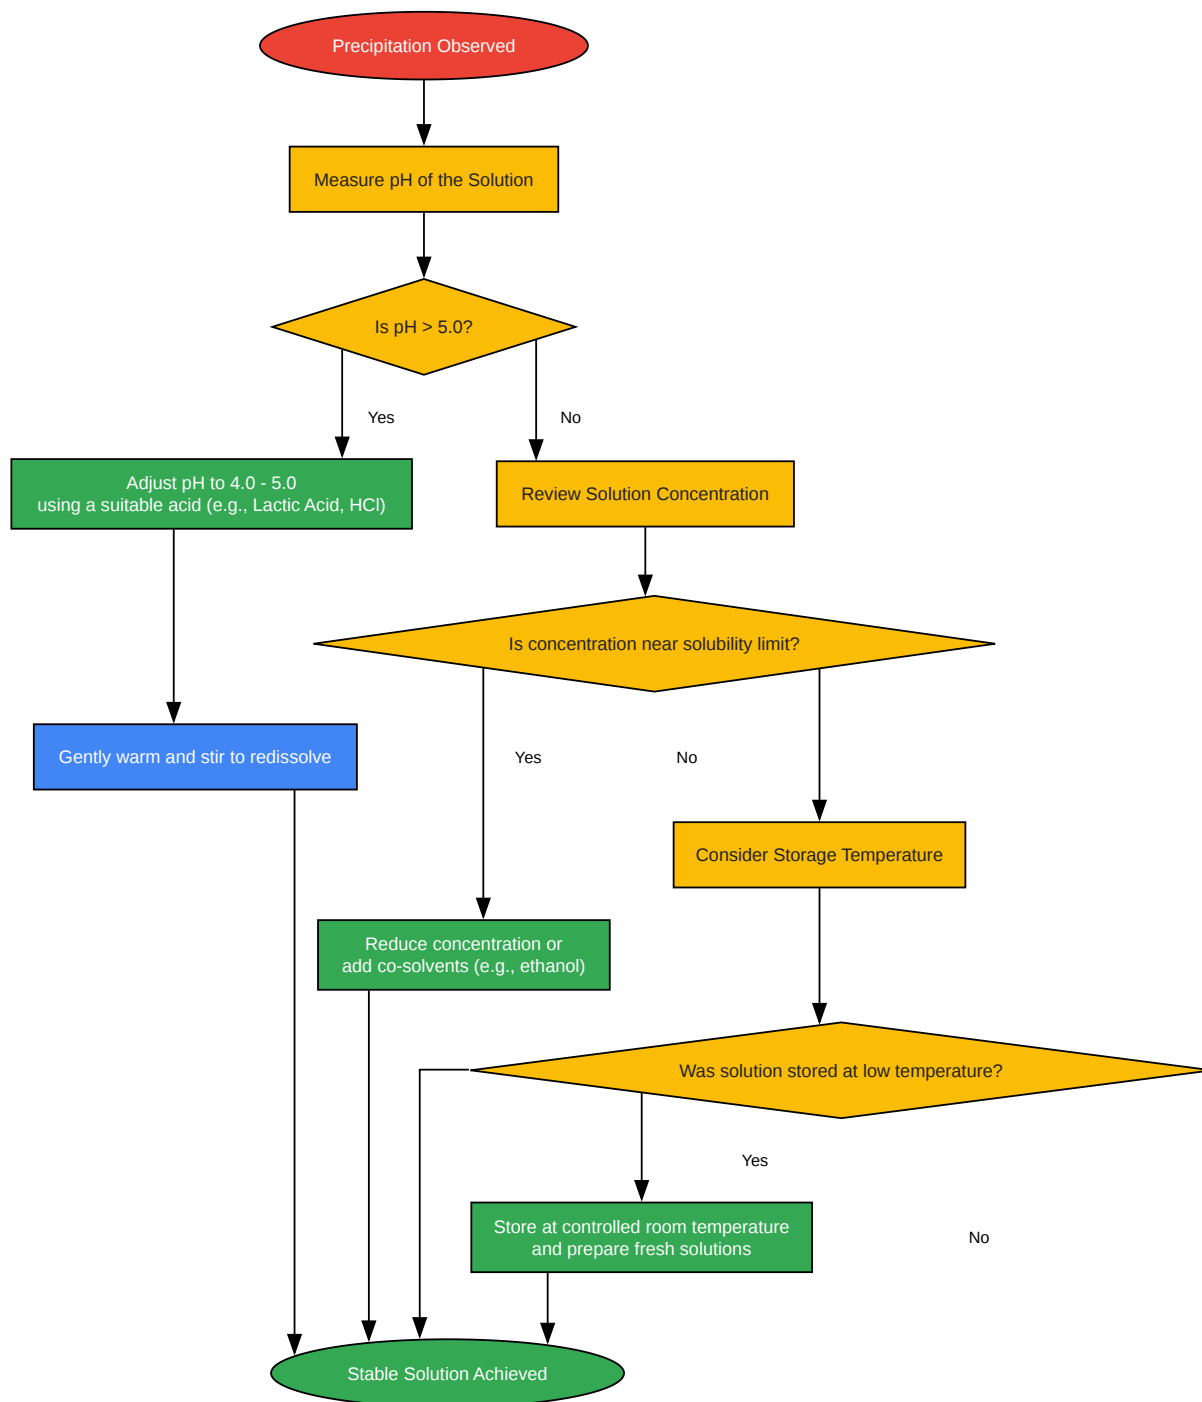 Precipitation Observed
Measure pH of the Solution
Is pH > 5.0?
Yes
No
Adjust pH to 4.0 - 5.0
using a suitable acid (e.g., Lactic Acid, HCl)
Review Solution Concentration
Is concentration near solubility limit?
Gently warm and stir to redissolve
Yes
No
Consider Storage Temperature
Reduce concentration or
add co-solvents (e.g., ethanol)
Was solution stored at low temperature?
Yes
Store at controlled room temperature
and prepare fresh solutions
No
Stable Solution Achieved